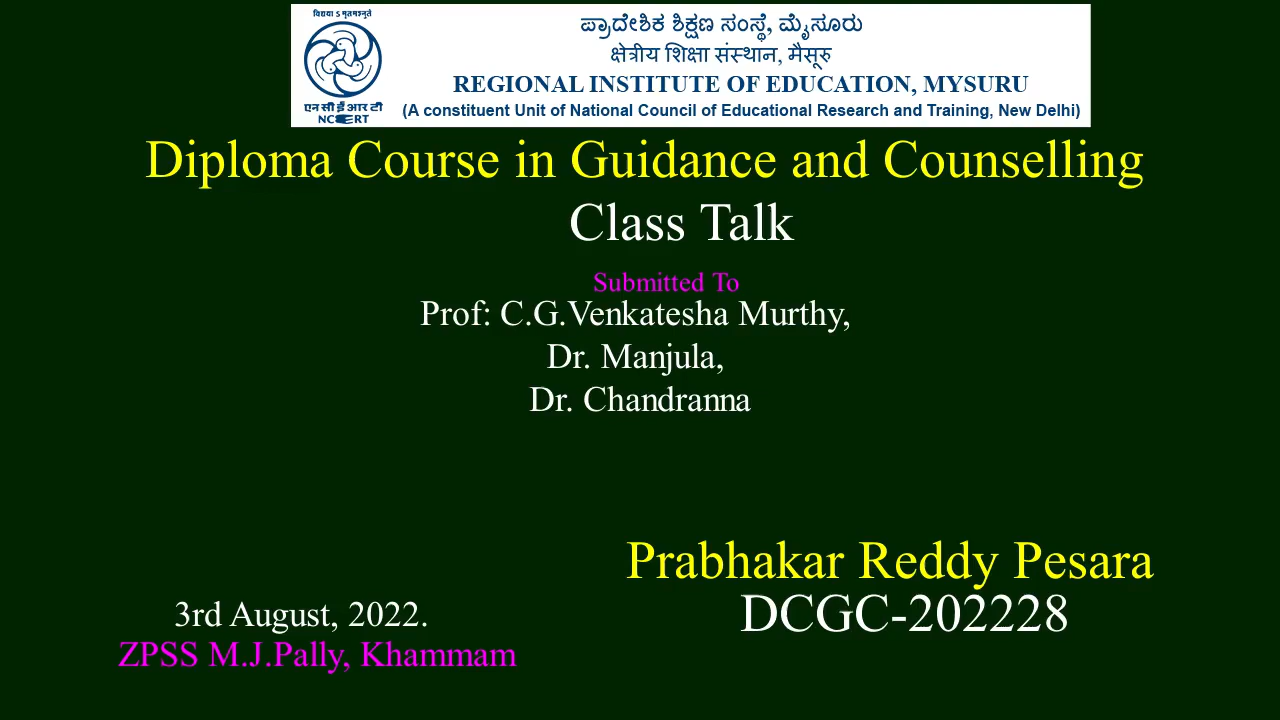 विद्यया ऽ मृतमश्नुते
एन सी ई आर टी
NCERT
ಪ್ರಾದೇಶಿಕ ಶಿಕ್ಷಣ ಸಂಸ್ಥೆ, ಮೈಸೂರು
क्षेत्रीय शिक्षा संस्थान, मैसूरु
REGIONAL INSTITUTE OF EDUCATION, MYSURU
(A constituent Unit of National Council of Educational Research and Training, New Delhi)
Diploma Course in Guidance and Counselling
Class Talk
Submitted To
Prof: C.G.Venkatesha Murthy,
Dr. Manjula,
Dr. Chandranna
Prabhakar Reddy Pesara
DCGC-202228
3rd August, 2022.
ZPSS M.J.Pally, Khammam